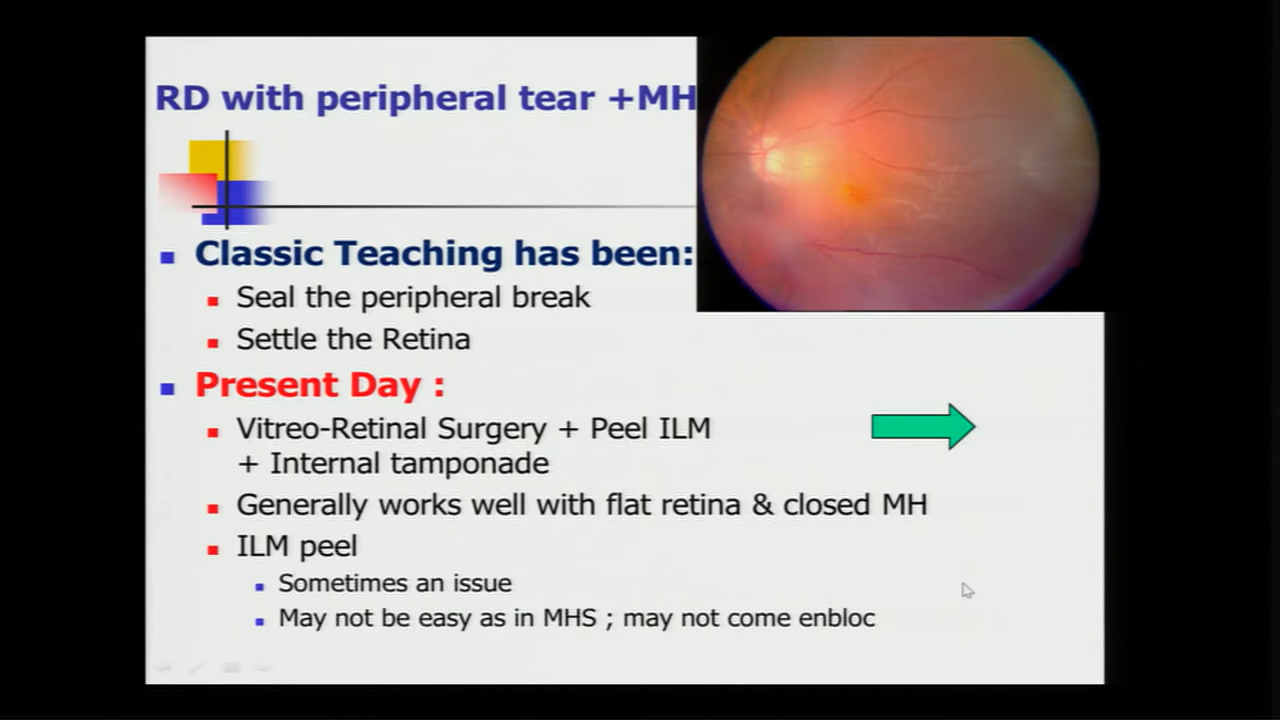 RD with peripheral tear +MH
Classic Teaching has been:
Seal the peripheral break
Settle the Retina
Present Day :
Vitreo-Retinal Surgery + Peel ILM
+ Internal tamponade
Generally works well with flat retina & closed MH
ILM peel
Sometimes an issue
May not be easy as in MHS ; may not come enbloc